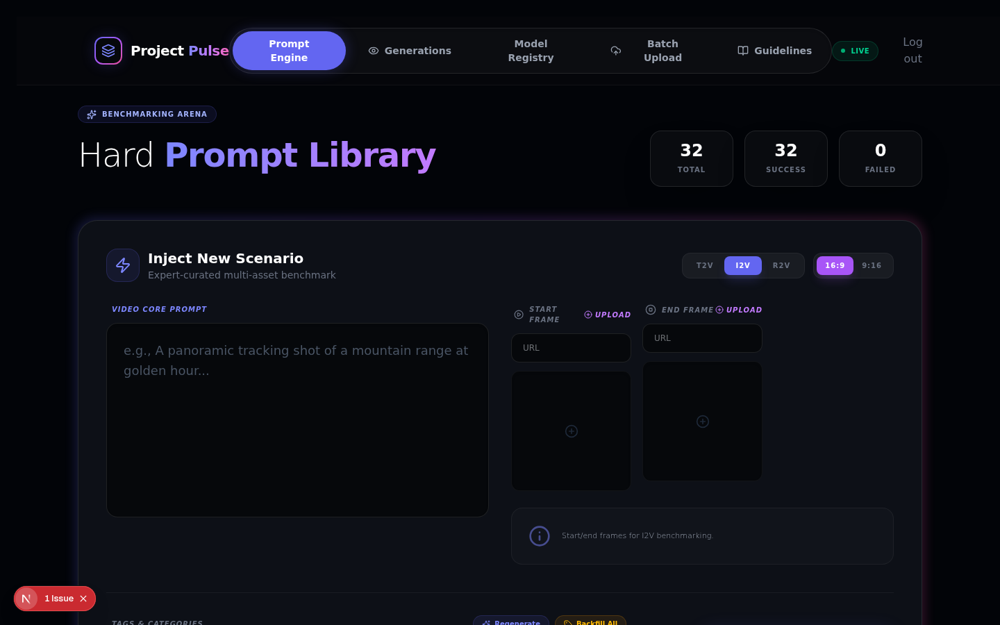 Project Pulse
Prompt
Engine
Generations
Model
Registry
Batch
Upload
Guidelines
LIVE
Log
out
BENCHMARKING ARENA
Hard Prompt Library
32
TOTAL
32
SUCCESS
0
FAILED
Inject New Scenario
Expert-curated multi-asset benchmark
T2V
I2V
R2V
16:9
9:16
VIDEO CORE PROMPT
e.g., A panoramic tracking shot of a mountain range at
golden hour...
START
FRAME
UPLOAD
URL
END FRAME
UPLOAD
URL
Start/end frames for I2V benchmarking.
N
1 Issue
TAGS & CATEGORIES
Regenerate
Backfill All